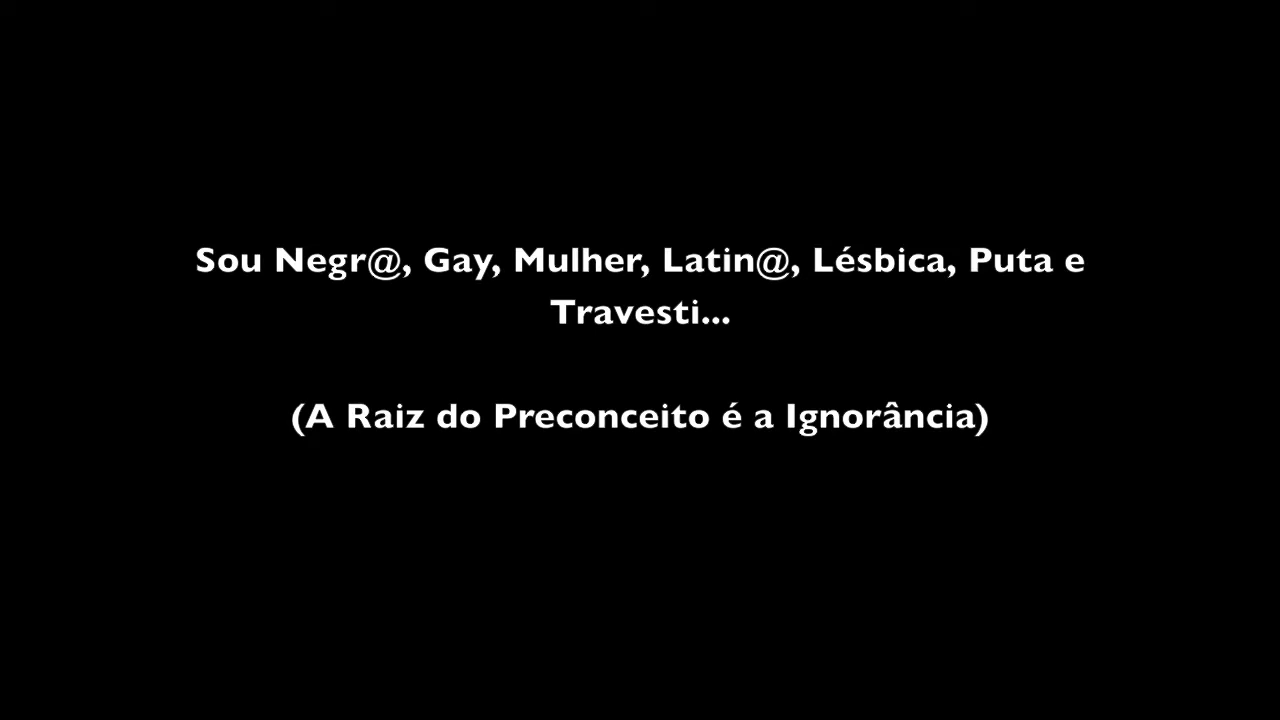 Sou Negr@, Gay, Mulher, Latin@, Lésbica, Puta e
Travesti...
(A Raiz do Preconceito é a Ignorância)